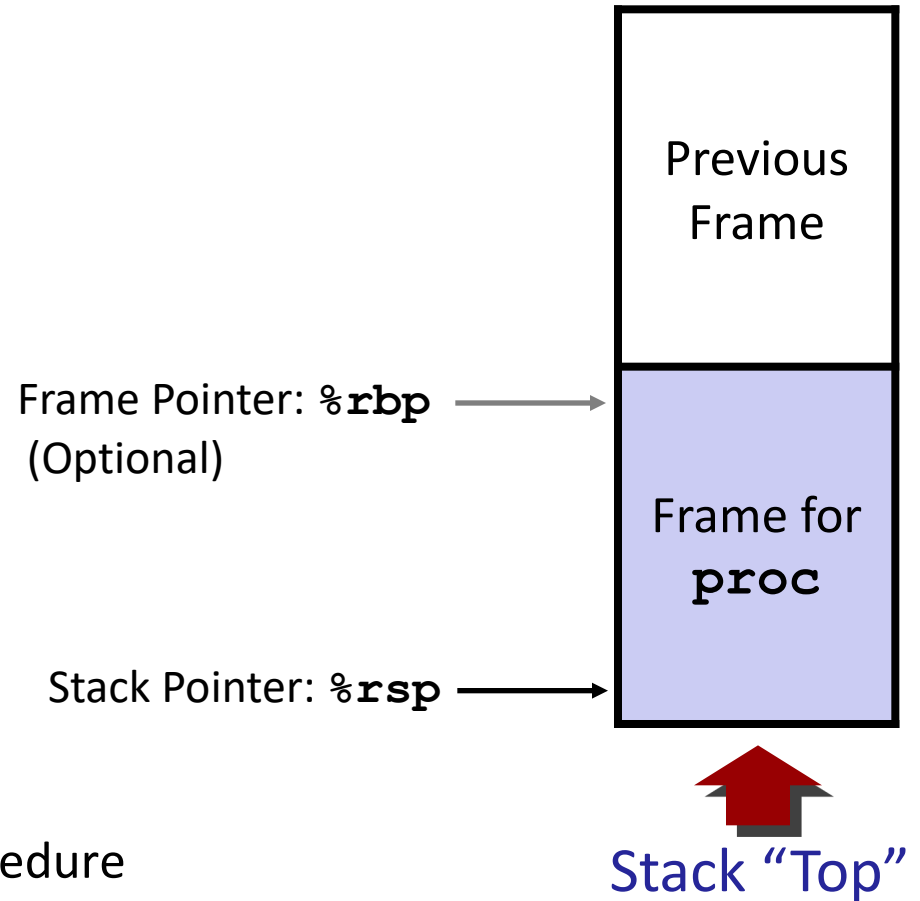 Previous
Frame
Frame Pointer: %rbp
(Optional)
Frame for
proc
Stack Pointer: %rsp
edure
Stack “Top”